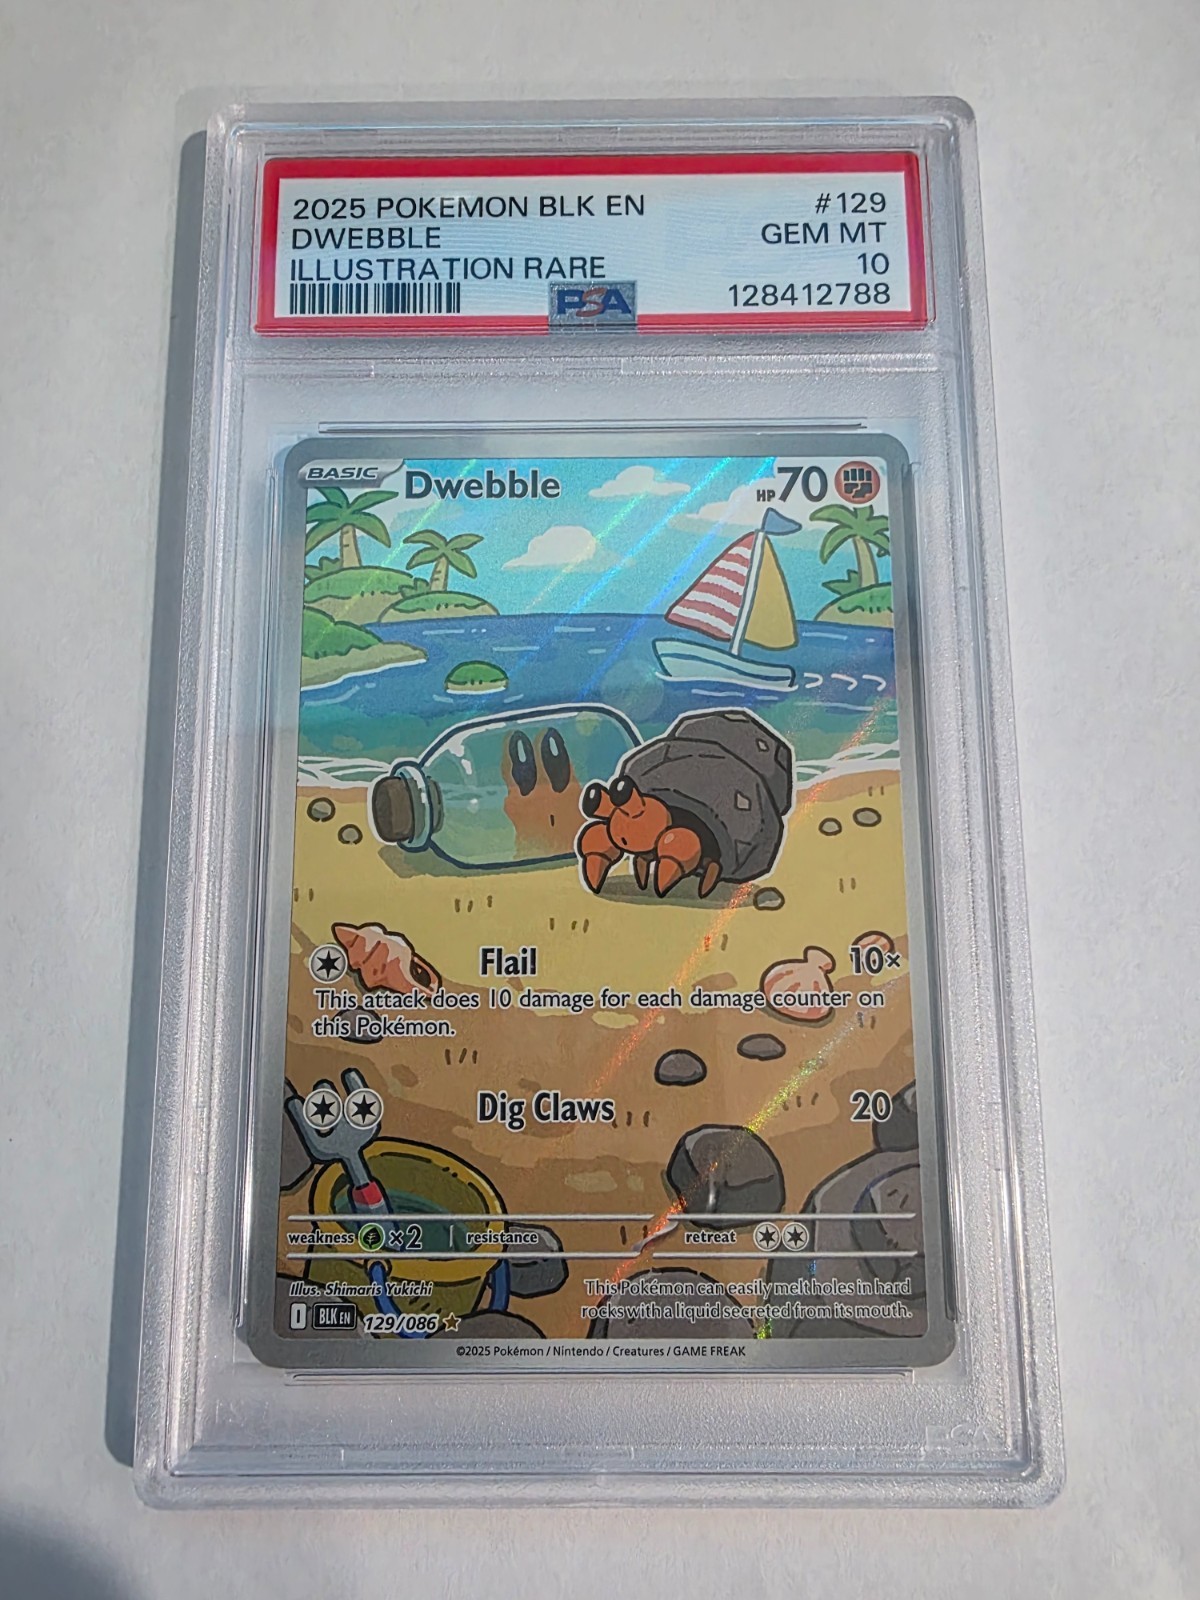 2025 POKEMON BLK EN #129
DWEBBLE GEM MT
ILLUSTRATION RARE 10
PSA 128412788
BASIC Dwebble HP 70
Flail 10×
This attack does 10 damage for each damage counter on
this Pokémon.
Dig Claws 20
weakness ×2 resistance retreat
Illus. Shimaris Yukichi
This Pokémon can easily melt holes in hard
rocks with a liquid secreted from its mouth.
I BLK EN 129/086
©2025 Pokémon / Nintendo / Creatures / GAME FREAK
PSA